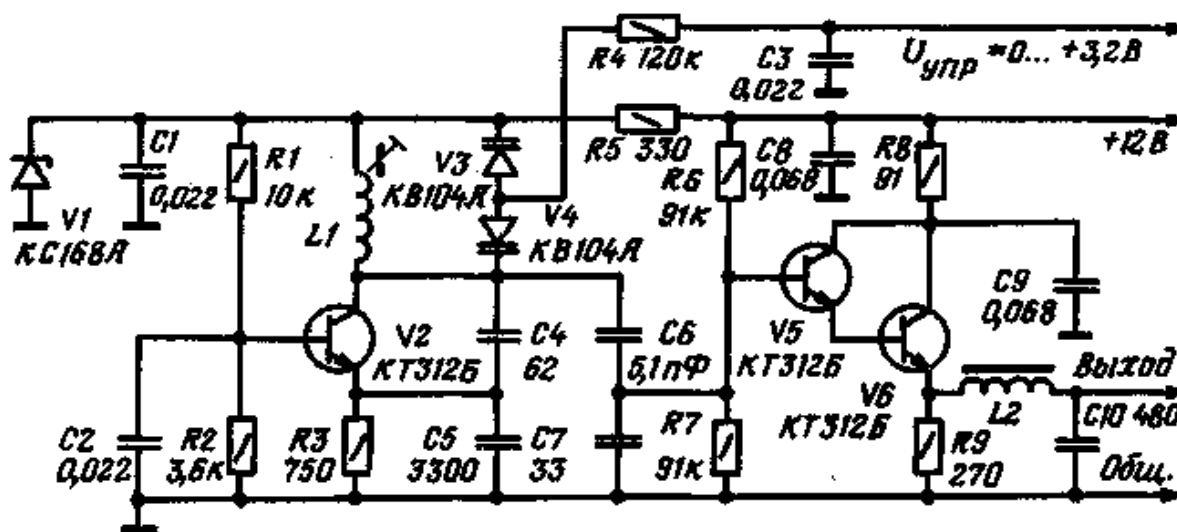 R4 120к
C3
0,022
Uупр =0... +3,2В
V1
КС168А
C1
0,022
R1
10к
L1
V3
КВ104А
V4
КВ104А
R5 330
R6
91к
C8
0,068
R8
91
+12В
C2
0,022
R2
3,6к
V2
КТ312Б
R3
750
C4
62
C5
3300
C6
5,1пФ
C7
33
R7
91к
V5
КТ312Б
V6
КТ312Б
C9
0,068
R9
270
L2
Выход
C10 480
Общ.